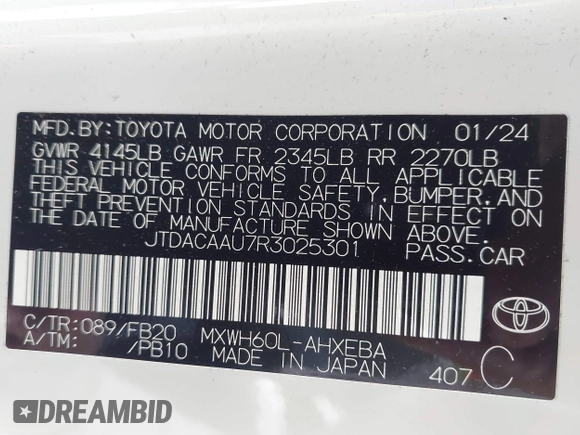 MFD.BY:TOYOTA MOTOR CORPORATION 01/24
GVWR 4145LB GAWR FR 2345LB RR 2270LB
THIS VEHICLE CONFORMS TO ALL APPLICABLE
FEDERAL MOTOR VEHICLE SAFETY,BUMPER,AND
THEFT PREVENTION STANDARDS IN EFFECT ON
THE DATE OF MANUFACTURE SHOWN ABOVE.
JTDACAAU7R3025301 PASS.CAR
C/TR:089/FB20 MXWH60L-AHXEBA
A/TM: /PB10 MADE IN JAPAN 407 C
DREAMBID